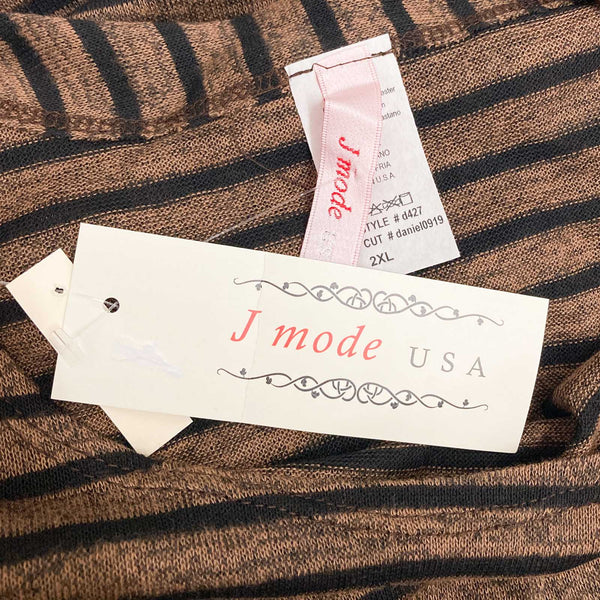 J mode
STYLE # d427
CUT # daniel0919
2XL
J mode USA